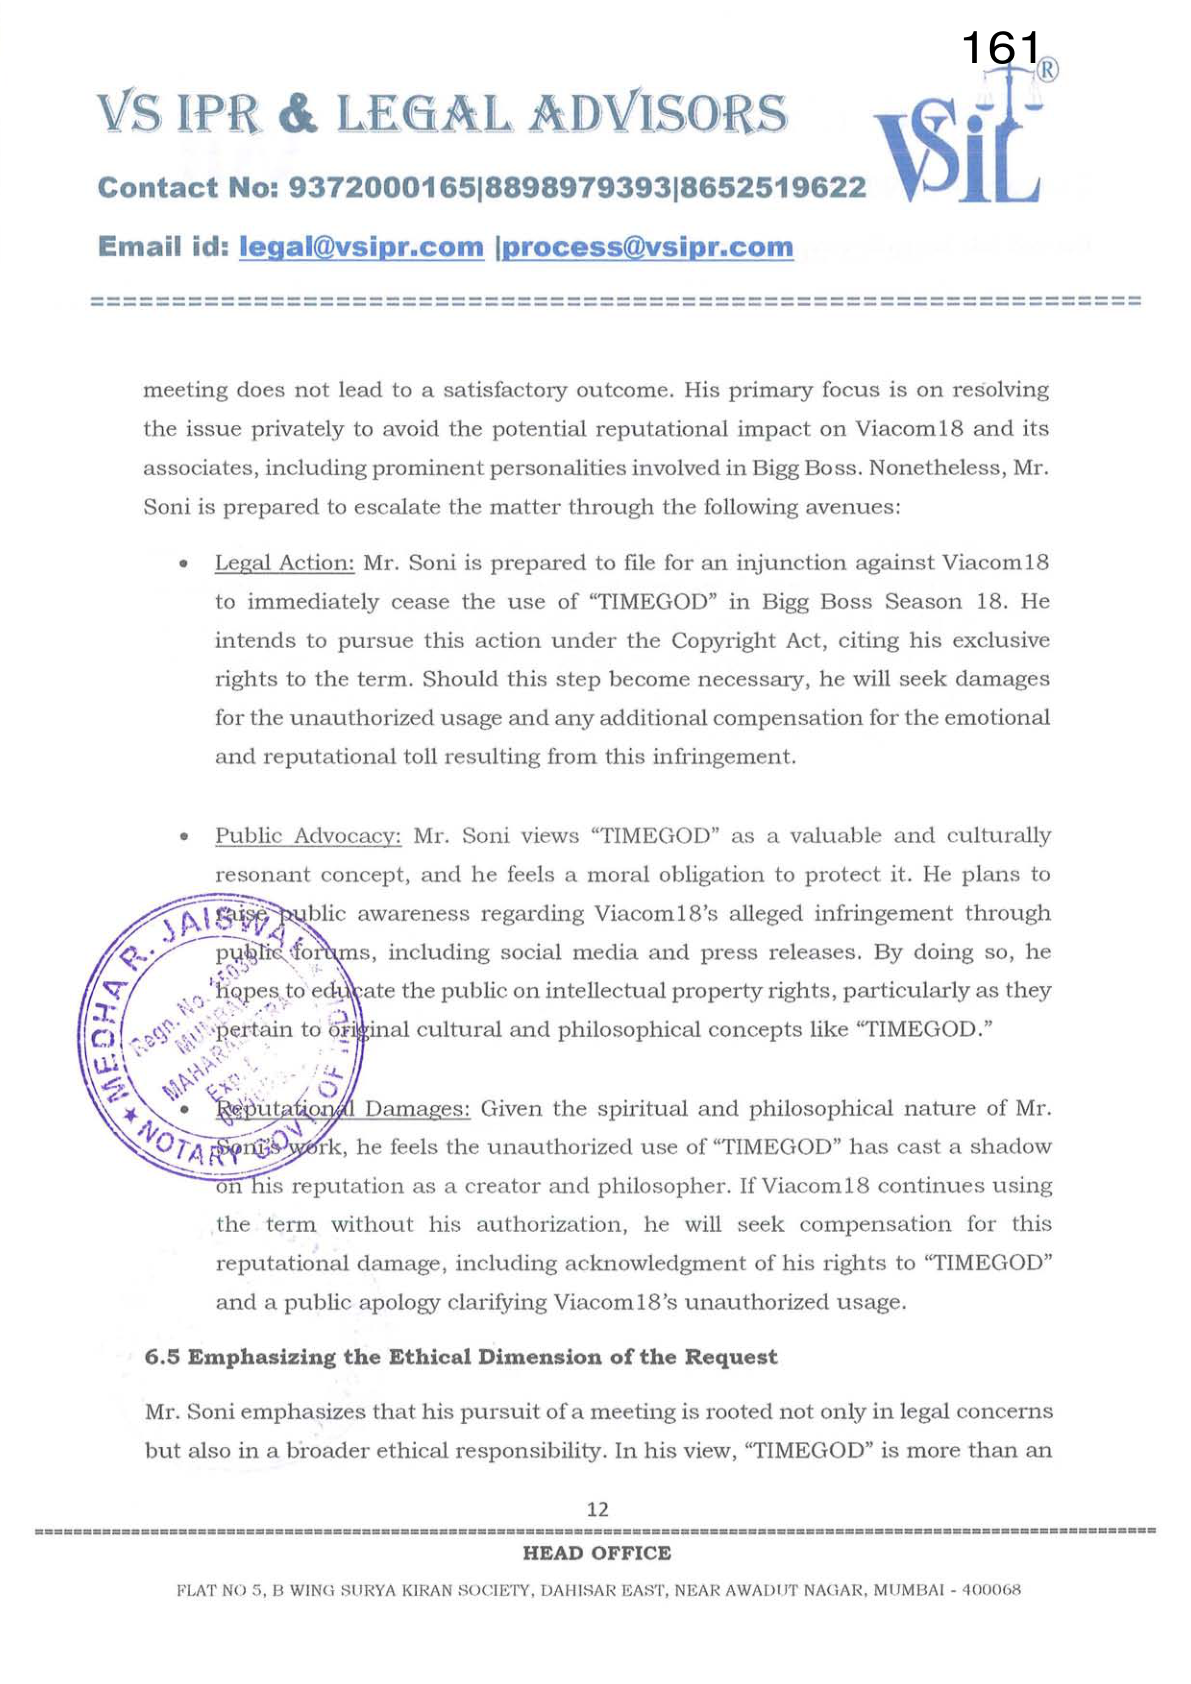 161
VS IPR & LEGAL ADVISORS
VSiL ®
Contact No: 9372000165|8898979393|8652519622
Email id: legal@vsipr.com |process@vsipr.com
meeting does not lead to a satisfactory outcome. His primary focus is on resolving
the issue privately to avoid the potential reputational impact on Viacom18 and its
associates, including prominent personalities involved in Bigg Boss. Nonetheless, Mr.
Soni is prepared to escalate the matter through the following avenues:
• Legal Action: Mr. Soni is prepared to file for an injunction against Viacom18
to immediately cease the use of “TIMEGOD” in Bigg Boss Season 18. He
intends to pursue this action under the Copyright Act, citing his exclusive
rights to the term. Should this step become necessary, he will seek damages
for the unauthorized usage and any additional compensation for the emotional
and reputational toll resulting from this infringement.
• Public Advocacy: Mr. Soni views “TIMEGOD” as a valuable and culturally
resonant concept, and he feels a moral obligation to protect it. He plans to
raise public awareness regarding Viacom18’s alleged infringement through
public forums, including social media and press releases. By doing so, he
hopes to educate the public on intellectual property rights, particularly as they
pertain to original cultural and philosophical concepts like “TIMEGOD.”
• Reputational Damages: Given the spiritual and philosophical nature of Mr.
Soni’s work, he feels the unauthorized use of “TIMEGOD” has cast a shadow
on his reputation as a creator and philosopher. If Viacom18 continues using
the term without his authorization, he will seek compensation for this
reputational damage, including acknowledgment of his rights to “TIMEGOD”
and a public apology clarifying Viacom18’s unauthorized usage.
MEDHA R. JAISWAL
NOTARY GOVT OF
Regn. No.
6.5 Emphasizing the Ethical Dimension of the Request
Mr. Soni emphasizes that his pursuit of a meeting is rooted not only in legal concerns
but also in a broader ethical responsibility. In his view, “TIMEGOD” is more than an
12
HEAD OFFICE
FLAT NO 5, B WING SURYA KIRAN SOCIETY, DAHISAR EAST, NEAR AWADUT NAGAR, MUMBAI - 400068